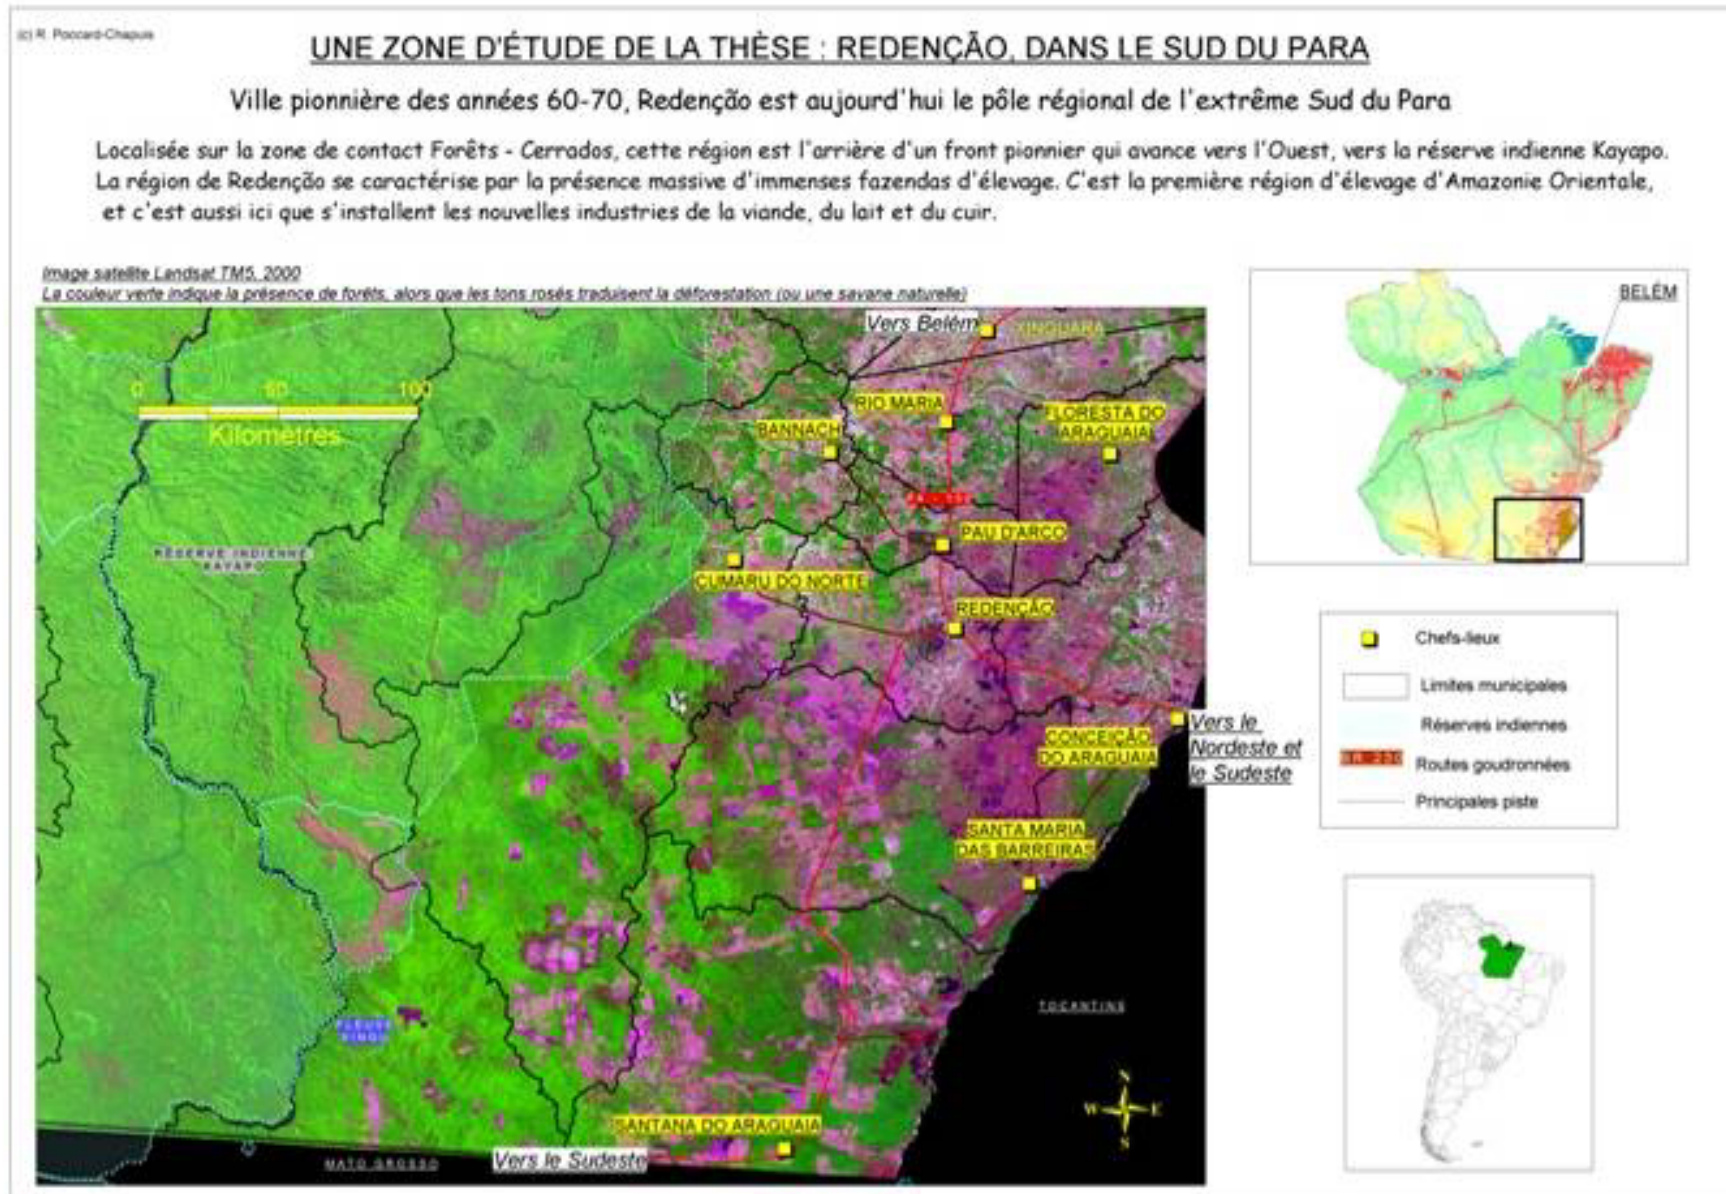 (c) R. Poccard-Chapuis
UNE ZONE D'ÉTUDE DE LA THÈSE : REDENÇÃO, DANS LE SUD DU PARA
Ville pionnière des années 60-70, Redenção est aujourd'hui le pôle régional de l'extrême Sud du Para
Localisée sur la zone de contact Forêts - Cerrados, cette région est l'arrière d'un front pionnier qui avance vers l'Ouest, vers la réserve indienne Kayapo.
La région de Redenção se caractérise par la présence massive d'immenses fazendas d'élevage. C'est la première région d'élevage d'Amazonie Orientale,
et c'est aussi ici que s'installent les nouvelles industries de la viande, du lait et du cuir.
Image satellite Landsat TM5, 2000
La couleur verte indique la présence de forêts, alors que les tons rosés traduisent la déforestation (ou une savane naturelle)
BELÉM
Vers Belém
XINGUARA
0 50 100
Kilomètres
RIO MARIA
BANNACH
FLORESTA DO
ARAGUAIA
PAU D'ARCO
RÉSERVE INDIENNE
KAYAPO
CUMARU DO NORTE
REDENÇÃO
CONCEIÇÃO
DO ARAGUAIA
Vers le
Nordeste et
le Sudeste
SANTA MARIA
DAS BARREIRAS
TOCANTINS
FLEUVE
XINGU
N
W E
S
SANTANA DO ARAGUAIA
Vers le Sudeste
MATO GROSSO
Chefs-lieux
Limites municipales
Réserves indiennes
BR 230 Routes goudronnées
Principales piste